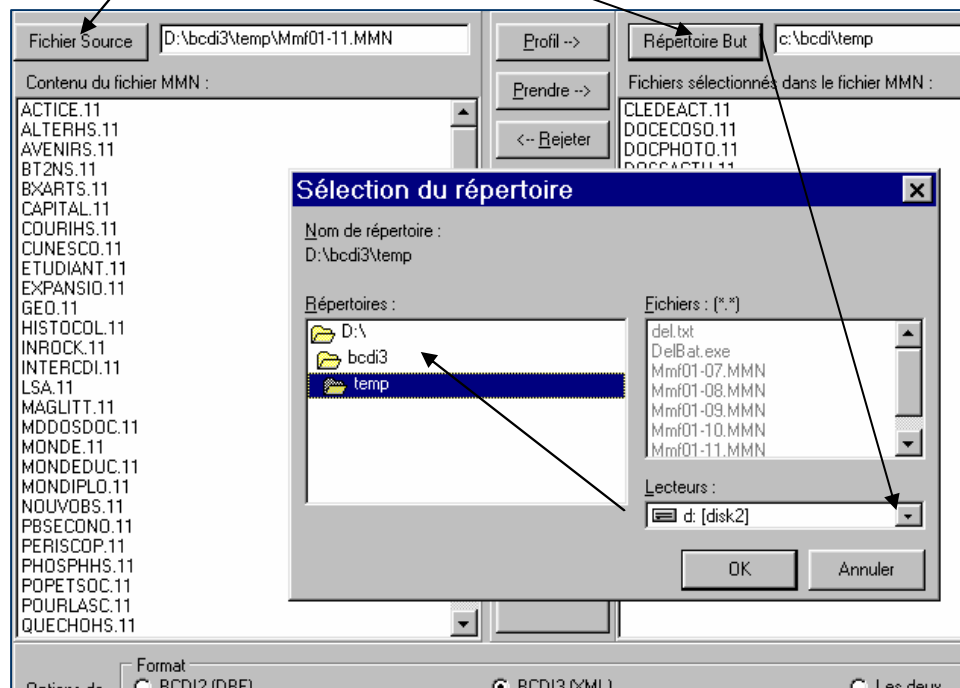 Fichier Source
D:\bcdi3\temp\Mmf01-11.MMN
Profil -->
Répertoire But
c:\bcdi\temp
Contenu du fichier MMN :
Prendre -->
Fichiers sélectionnés dans le fichier MMN :
<-- Rejeter
ACTICE.11
ALTERHS.11
AVENIRS.11
BT2NS.11
BXARTS.11
CAPITAL.11
COURIHS.11
CUNESCO.11
ETUDIANT.11
EXPANSIO.11
GEO.11
HISTOCOL.11
INROCK.11
INTERCDI.11
LSA.11
MAGLITT.11
MDDOSDOC.11
MONDE.11
MONDEDUC.11
MONDIPLO.11
NOUVOBS.11
PBSECONO.11
PERISCOP.11
PHOSPHHS.11
POPETSOC.11
POURLASC.11
QUECHOHS.11
CLEDEACT.11
DOCECOSO.11
DOCPHOTO.11
DOSSACTU.11
Sélection du répertoire
Nom de répertoire :
D:\bcdi3\temp
Répertoires :
D:\
bcdi3
temp
Fichiers : (*.*)
del.txt
DelBat.exe
Mmf01-07.MMN
Mmf01-08.MMN
Mmf01-09.MMN
Mmf01-10.MMN
Mmf01-11.MMN
Lecteurs :
d: [disk2]
OK
Annuler
Format
Options de
BCDI2 (DBF)
BCDI3 (XML)
Les deux